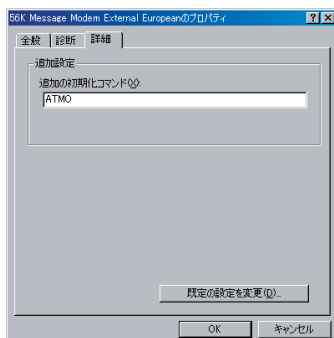 56K Message Modem External Europeanのプロパティ
全般 診断 詳細
追加設定
追加の初期化コマンド(X):
ATM0
既定の設定を変更(D)...
OK キャンセル